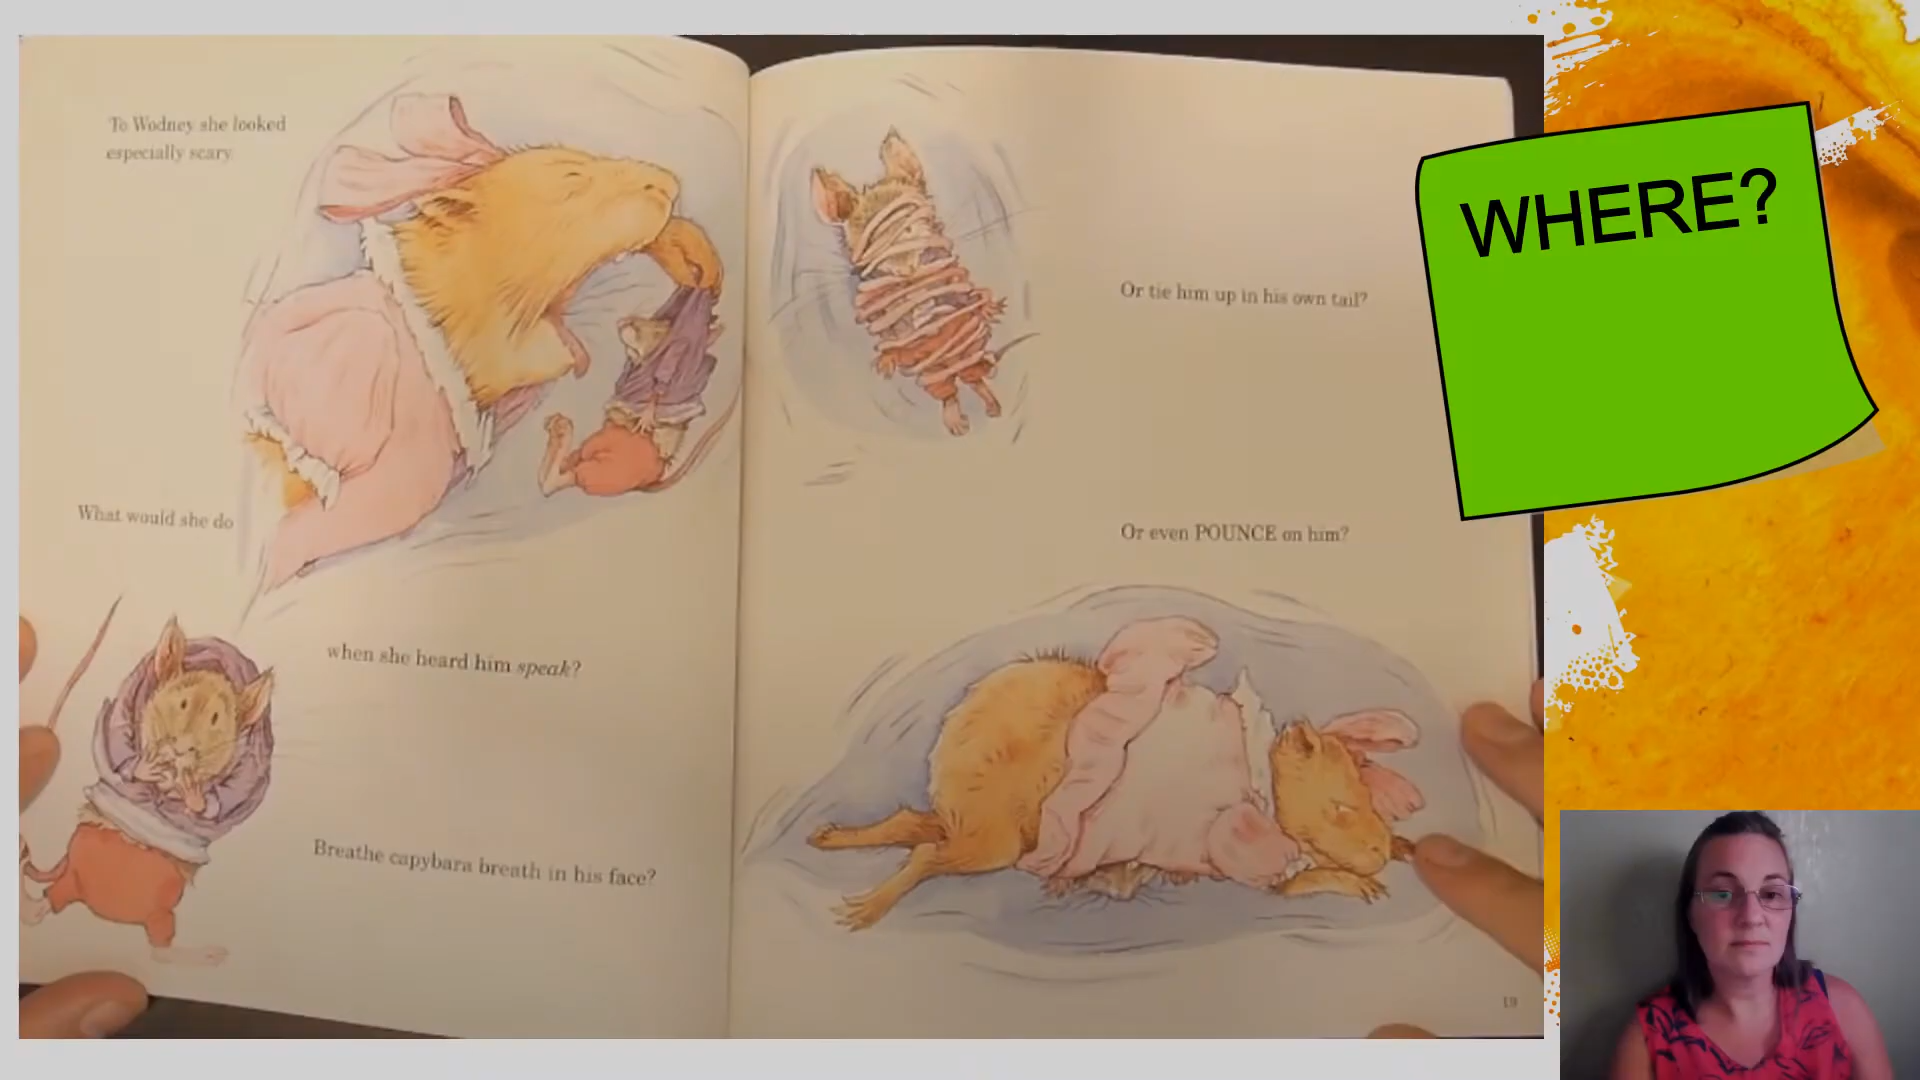 To Wodney she looked
especially scary.
What would she do
when she heard him speak?
Breathe capybara breath in his face?
Or tie him up in his own tail?
Or even POUNCE on him?
19
WHERE?